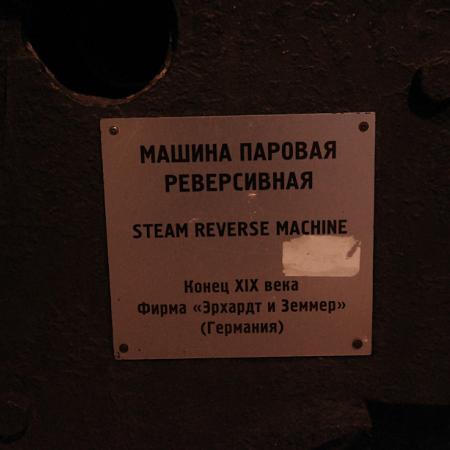 МАШИНА ПАРОВАЯ
РЕВЕРСИВНАЯ
STEAM REVERSE MACHINE
Конец XIX века
Фирма «Эрхардт и Земмер»
(Германия)